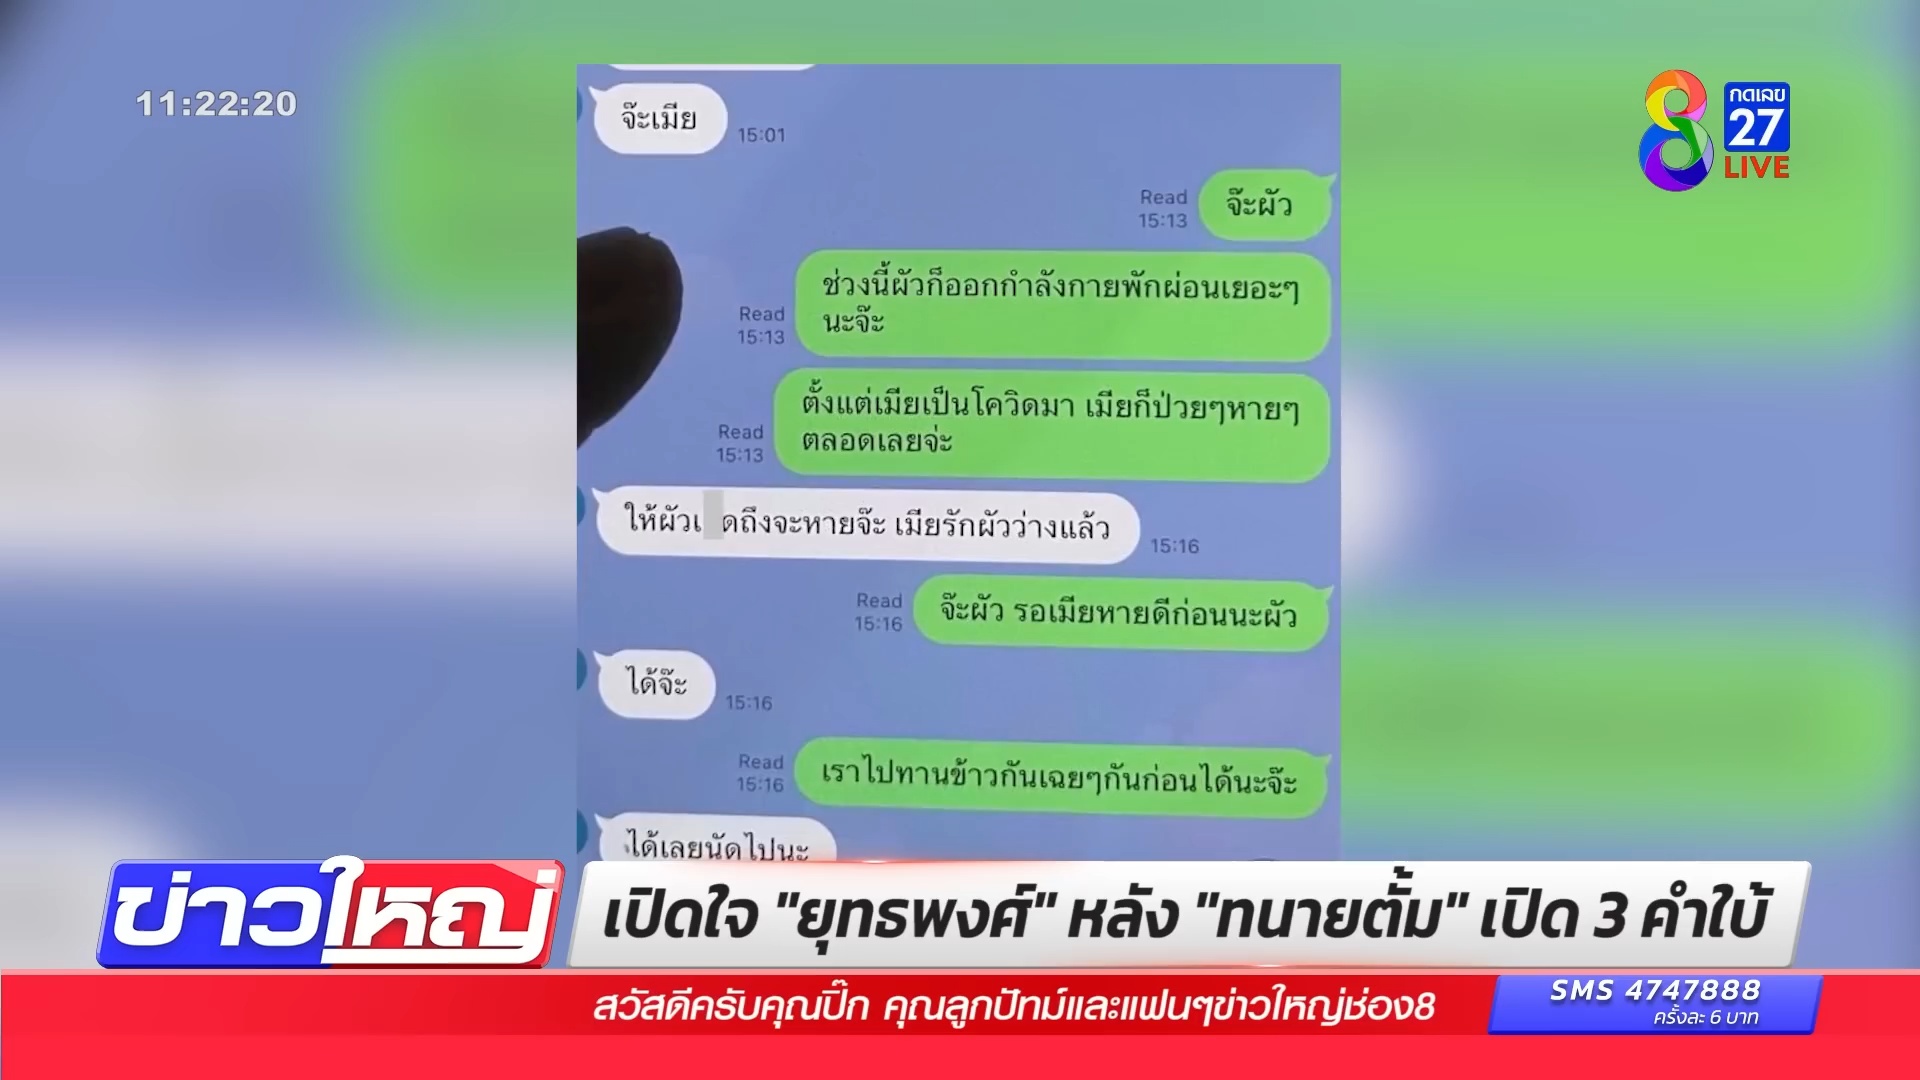 11:22:20
กดเลข
27
LIVE
จ๊ะเมีย
15:01
จ๊ะผัว
Read
15:13
ช่วงนี้ผัวก็ออกกำลังกายพักผ่อนเยอะๆ
นะจ๊ะ
Read
15:13
ตั้งแต่เมียเป็นโควิดมา เมียก็ป่วยๆหายๆ
ตลอดเลยจ่ะ
Read
15:13
ให้ผัวเ ดถึงจะหายจ๊ะ เมียรักผัวว่างแล้ว
15:16
จ๊ะผัว รอเมียหายดีก่อนนะผัว
Read
15:16
ได้จ๊ะ
15:16
เราไปทานข้าวกันเฉยๆกันก่อนได้นะจ๊ะ
Read
15:16
ได้เลยนัดไปนะ
ข่าวใหญ่
เปิดใจ "ยุทธพงศ์" หลัง "ทนายตั้ม" เปิด 3 คำใบ้
สวัสดีครับคุณปิ๊ก คุณลูกปัทม์และแฟนๆข่าวใหญ่ช่อง8
SMS 4747888
ครั้งละ 6 บาท